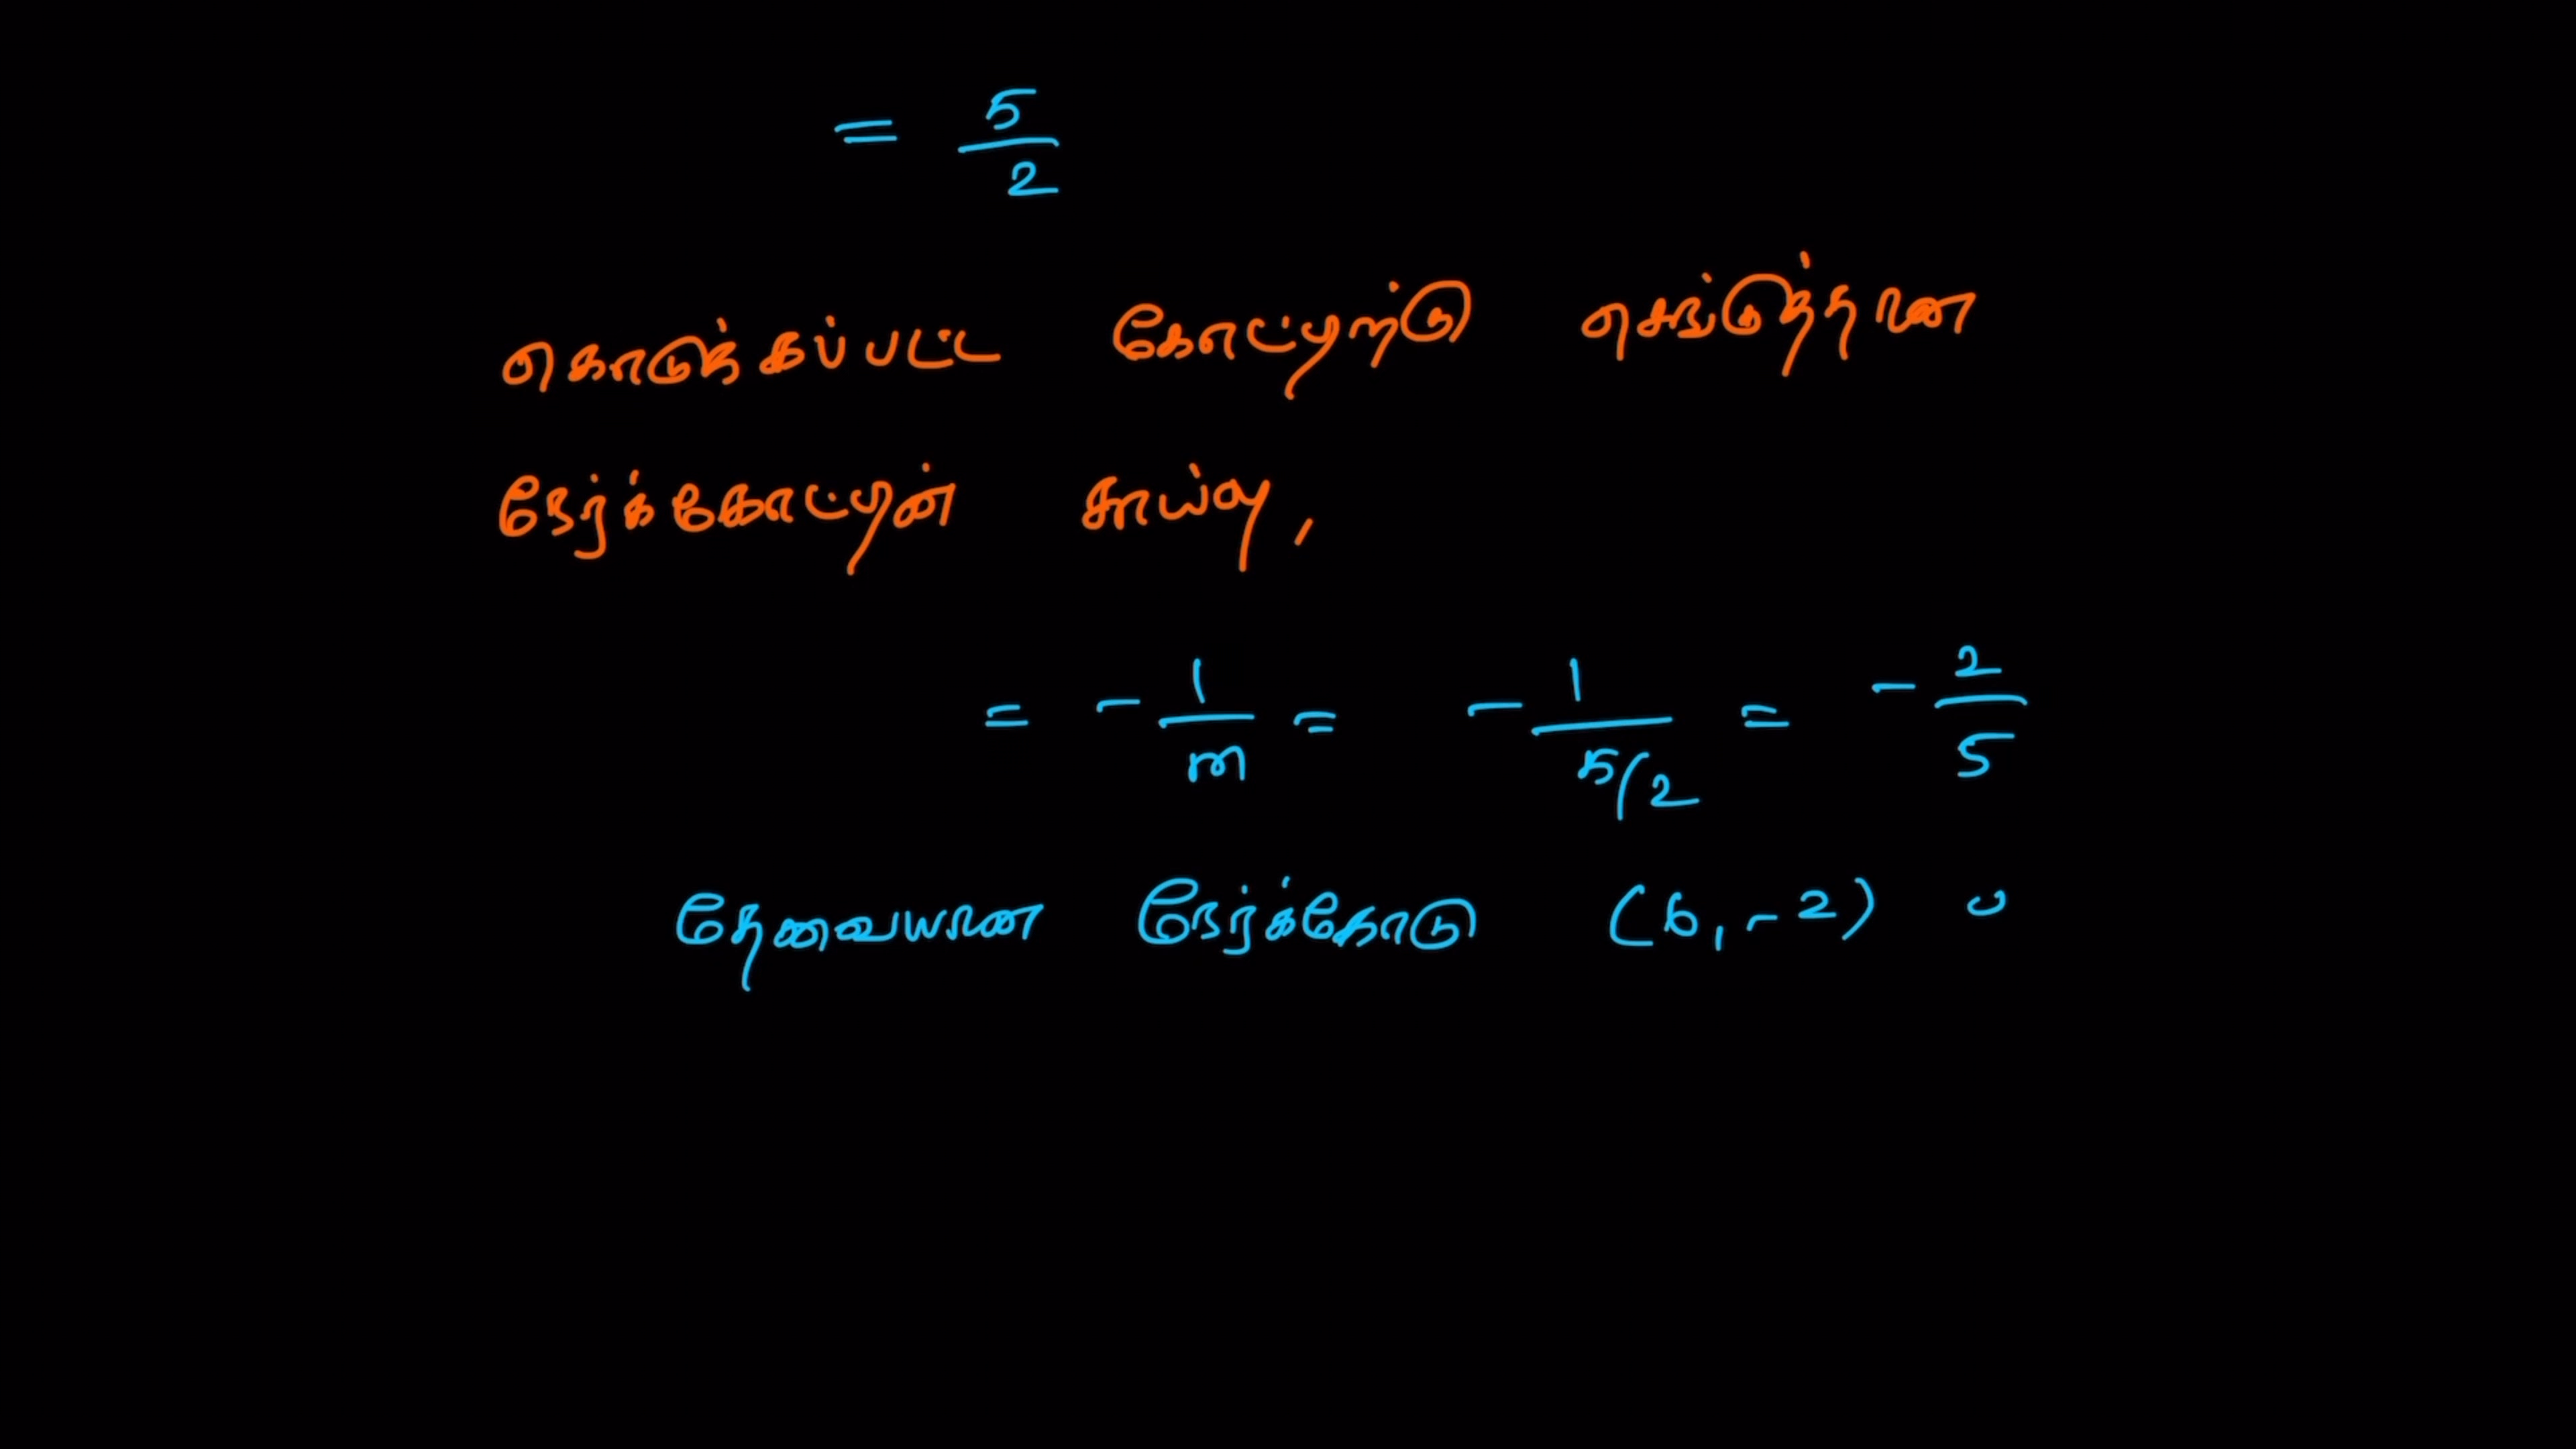 = 5/2
கொடுக்கப்பட்ட கோட்டிற்கு செங்குத்தான
நேர்க்கோட்டின் சாய்வு,
= - 1/m = - 1/5/2 = - 2/5
தேவையான நேர்க்கோடு (6, -2)